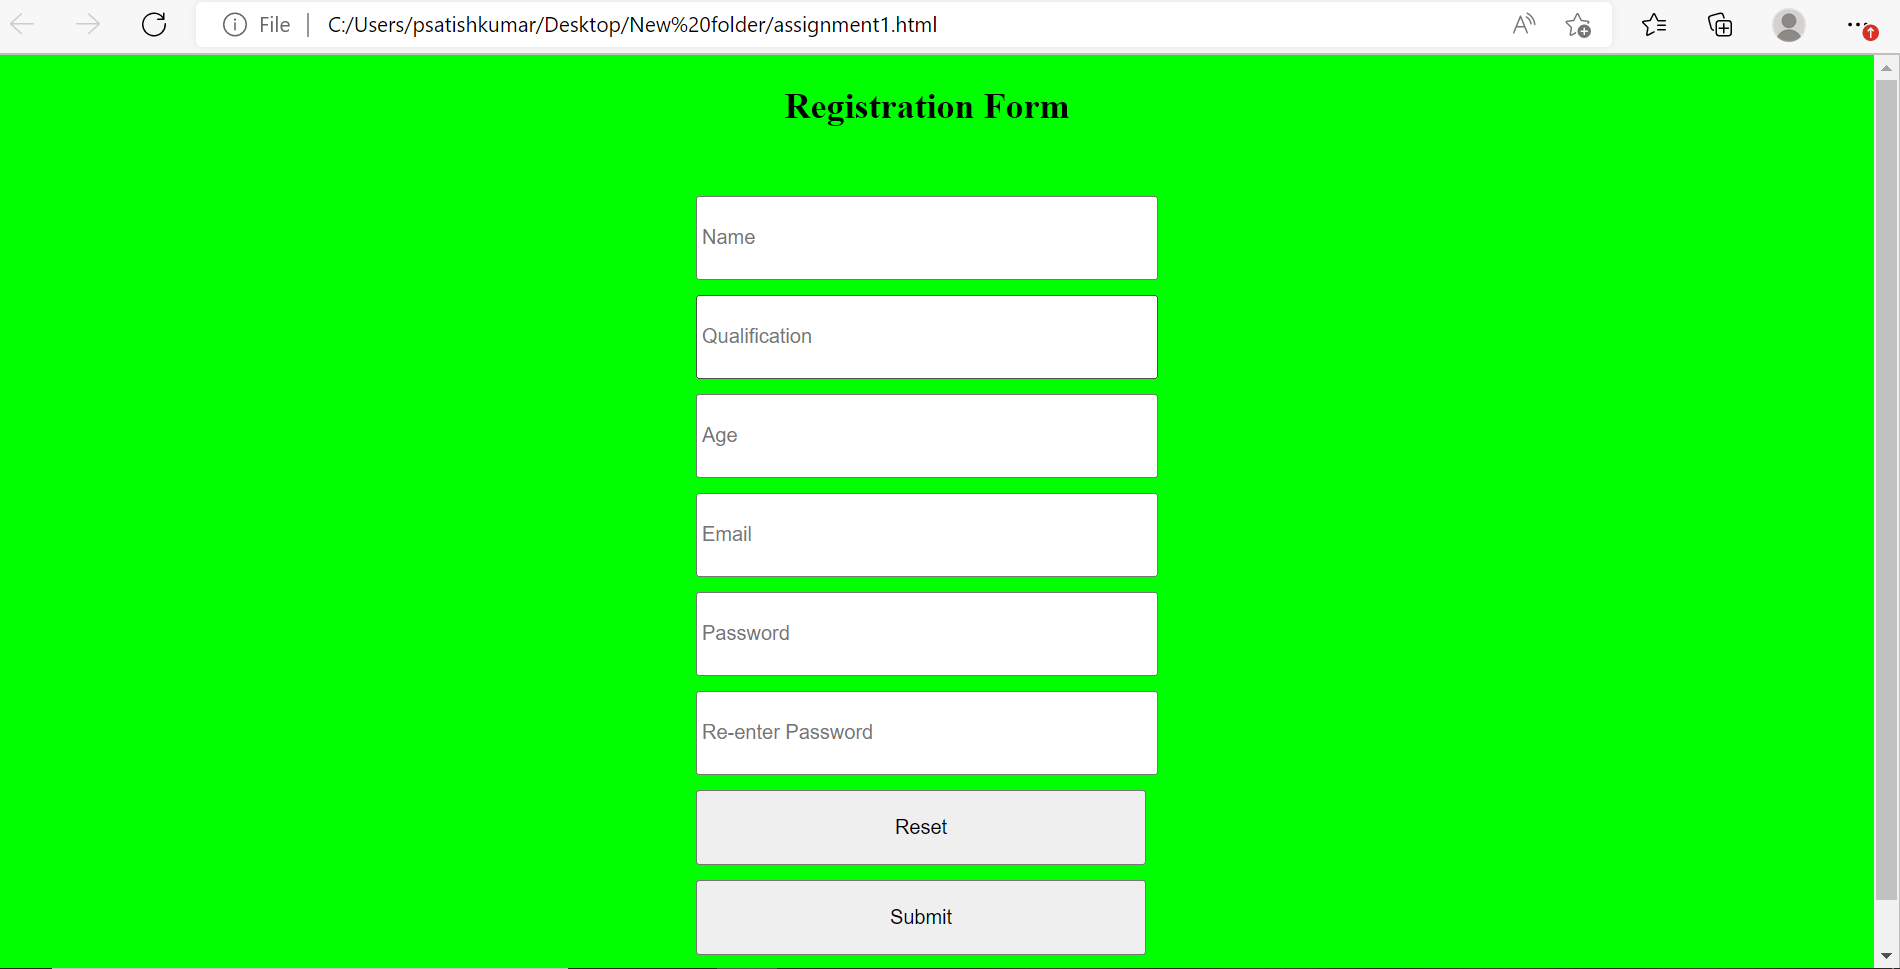 File C:/Users/psatishkumar/Desktop/New%20folder/assignment1.html
Registration Form
Name
Qualification
Age
Email
Password
Re-enter Password
Reset
Submit